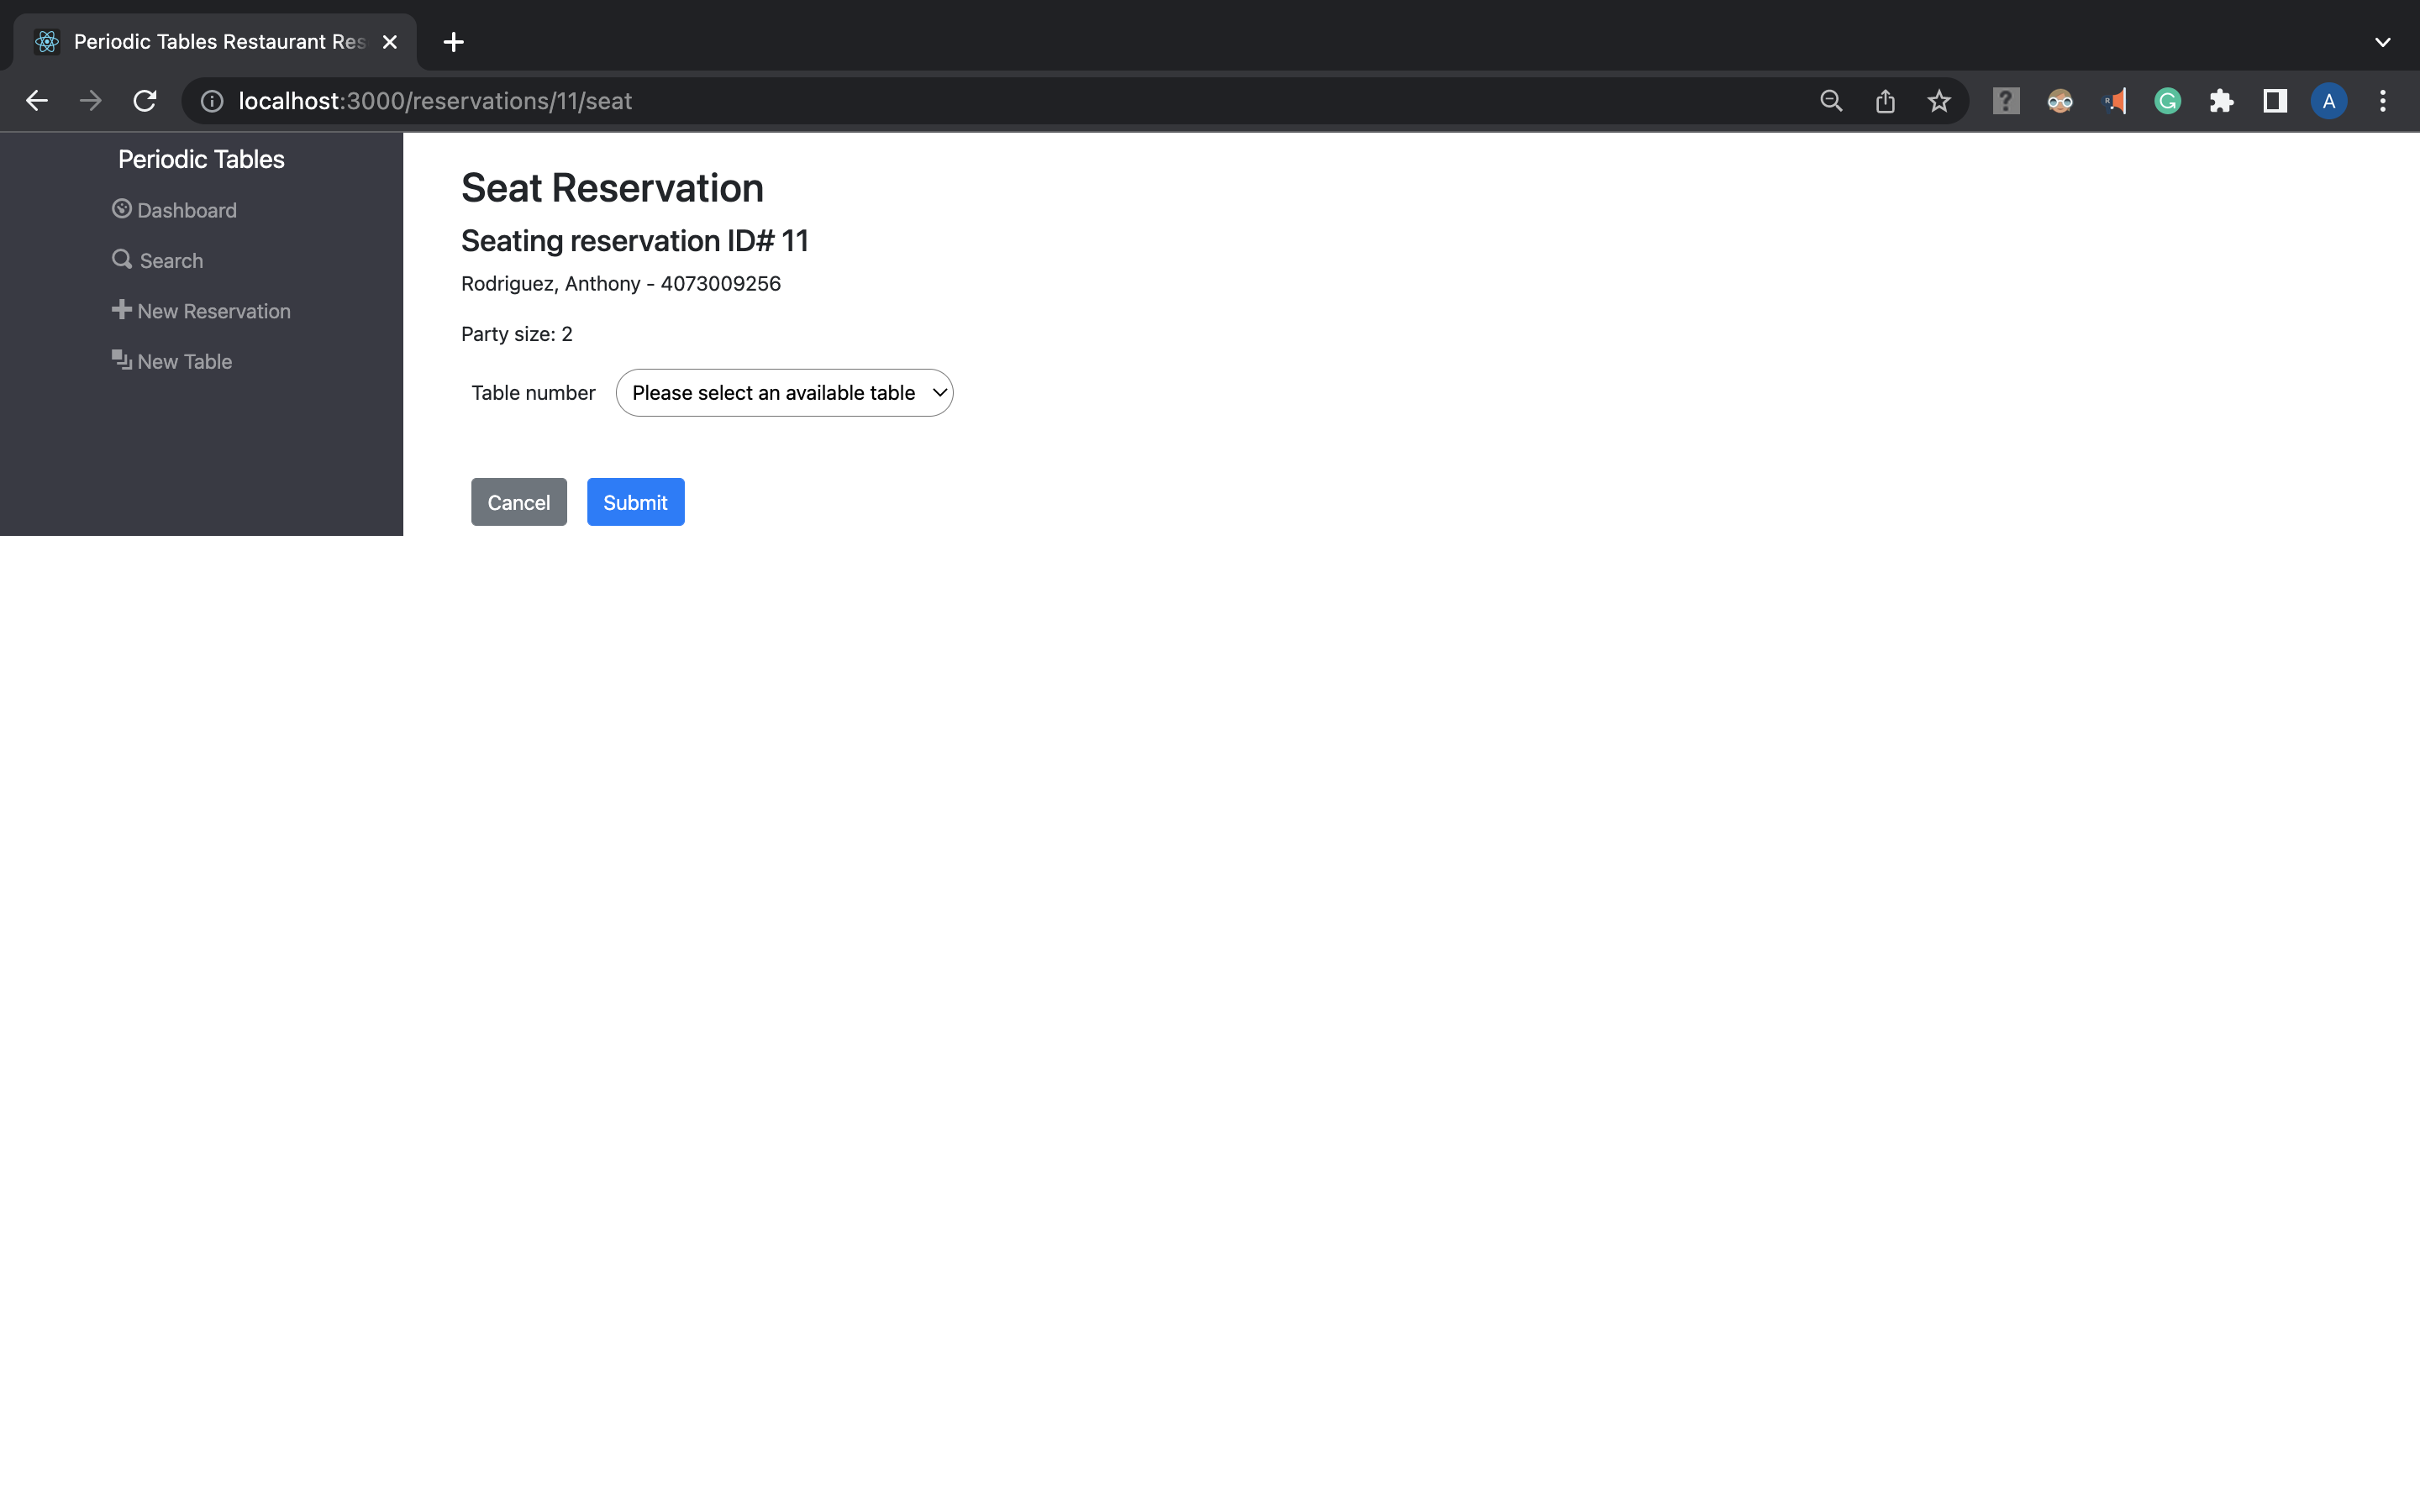 Periodic Tables Restaurant Res
localhost:3000/reservations/11/seat
A
Periodic Tables
Dashboard
Search
New Reservation
New Table
Seat Reservation
Seating reservation ID# 11
Rodriguez, Anthony - 4073009256
Party size: 2
Table number Please select an available table
Cancel Submit